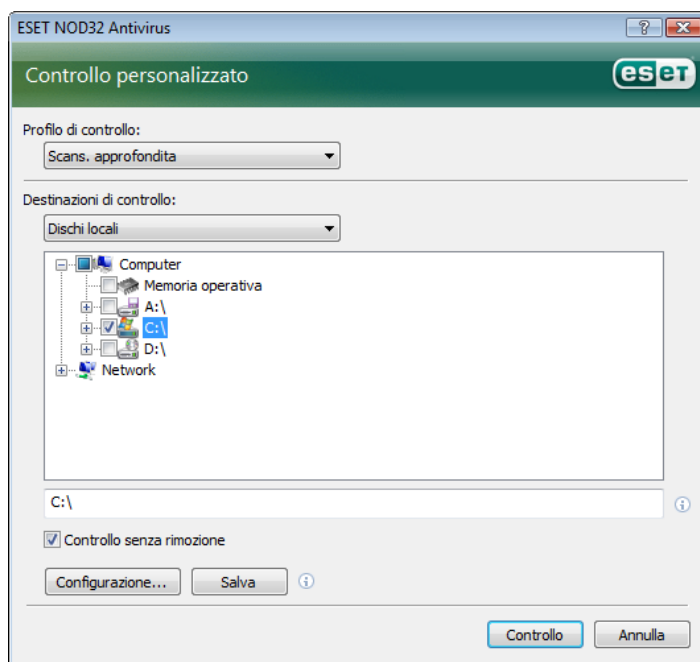 ESET NOD32 Antivirus
Controllo personalizzato
eseT
Profilo di controllo:
Scans. approfondita
Destinazioni di controllo:
Dischi locali
Computer
Memoria operativa
A:\
C:\
D:\
Network
C:\
Controllo senza rimozione
Configurazione... Salva
Controllo Annulla